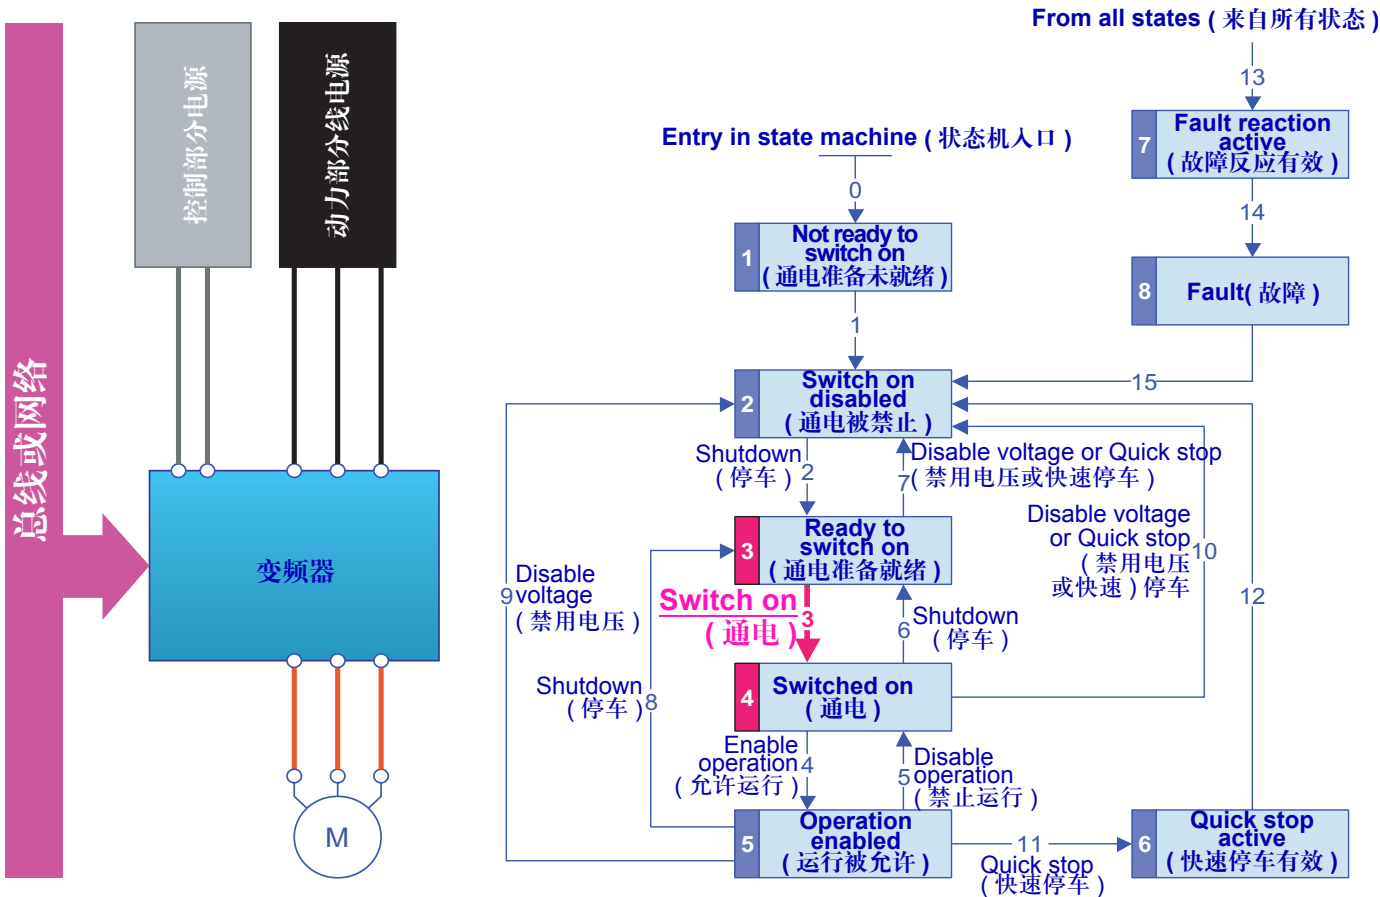 总线或网络
控制部分电源
动力部分线电源
变频器
M
From all states ( 来自所有状态 )
13
7
Fault reaction
active
( 故障反应有效 )
14
8
Fault( 故障 )
15
Entry in state machine ( 状态机入口 )
0
1
Not ready to
switch on
( 通电准备未就绪 )
1
2
Switch on
disabled
( 通电被禁止 )
Shutdown
( 停车 )
2
7
Disable voltage or Quick stop
( 禁用电压或快速停车 )
3
Ready to
switch on
( 通电准备就绪 )
Disable voltage
or Quick stop
( 禁用电压
或快速 ) 停车
10
12
9
Disable
voltage
( 禁用电压 )
Switch on
( 通电 )
3
6
Shutdown
( 停车 )
4
Switched on
( 通电 )
Shutdown
( 停车 )
8
Enable
operation
( 允许运行 )
4
5
Disable
operation
( 禁止运行 )
5
Operation
enabled
( 运行被允许 )
11
Quick stop
( 快速停车 )
6
Quick stop
active
( 快速停车有效 )